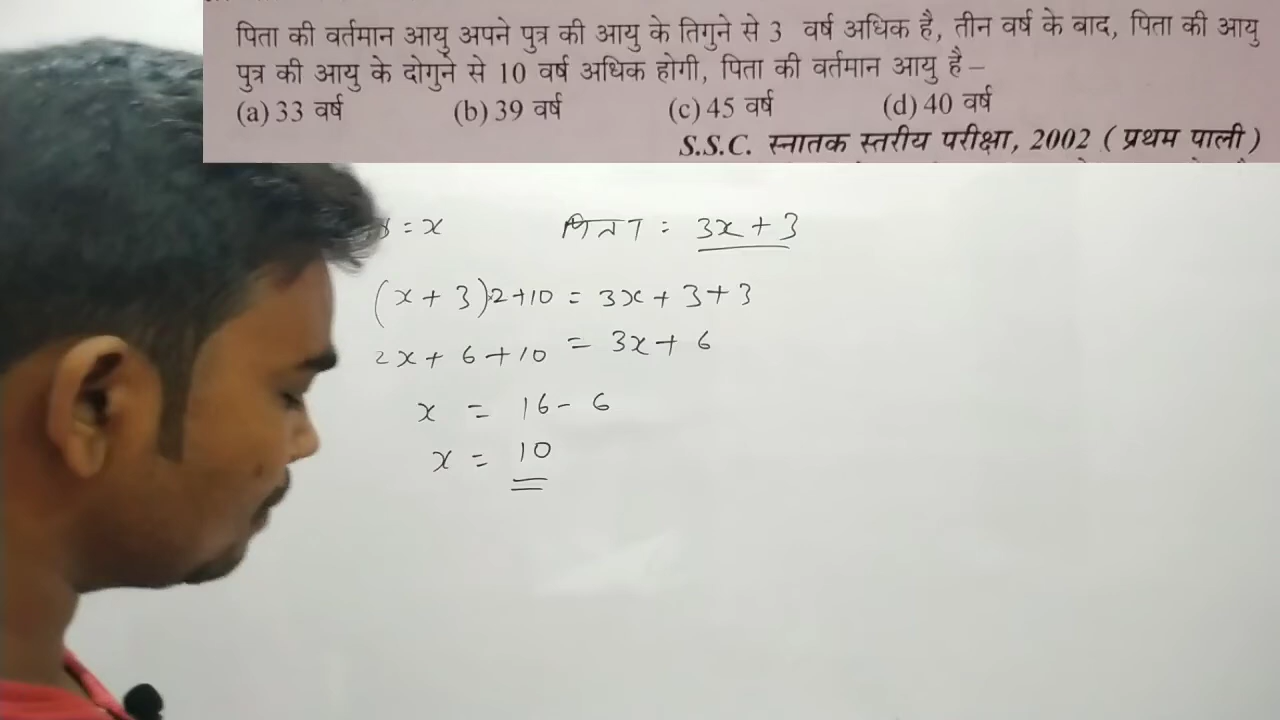 पिता की वर्तमान आयु अपने पुत्र की आयु के तिगुने से 3 वर्ष अधिक है, तीन वर्ष के बाद, पिता की आयु
पुत्र की आयु के दोगुने से 10 वर्ष अधिक होगी, पिता की वर्तमान आयु है –
(a) 33 वर्ष (b) 39 वर्ष (c) 45 वर्ष (d) 40 वर्ष
S.S.C. स्नातक स्तरीय परीक्षा, 2002 ( प्रथम पाली )
= x पिता = 3x + 3
(x + 3).2+10 = 3x + 3 + 3
2x + 6 + 10 = 3x + 6
x = 16 - 6
x = 10